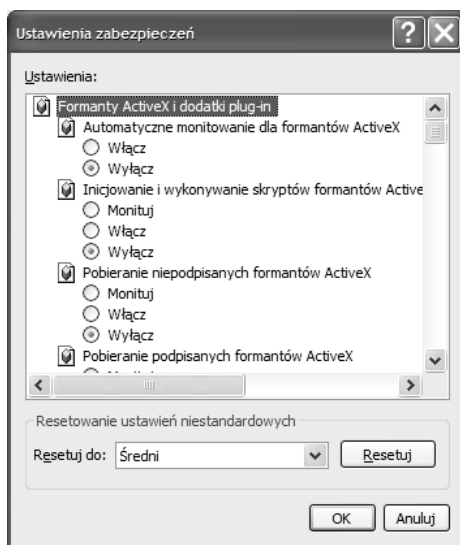 Ustawienia zabezpieczeń
Ustawienia:
Formanty ActiveX i dodatki plug-in
Automatyczne monitowanie dla formantów ActiveX
Włącz
Wyłącz
Inicjowanie i wykonywanie skryptów formantów Active
Monituj
Włącz
Wyłącz
Pobieranie niepodpisanych formantów ActiveX
Monituj
Włącz
Wyłącz
Pobieranie podpisanych formantów ActiveX
Resetowanie ustawień niestandardowych
Resetuj do: Średni Resetuj
OK Anuluj